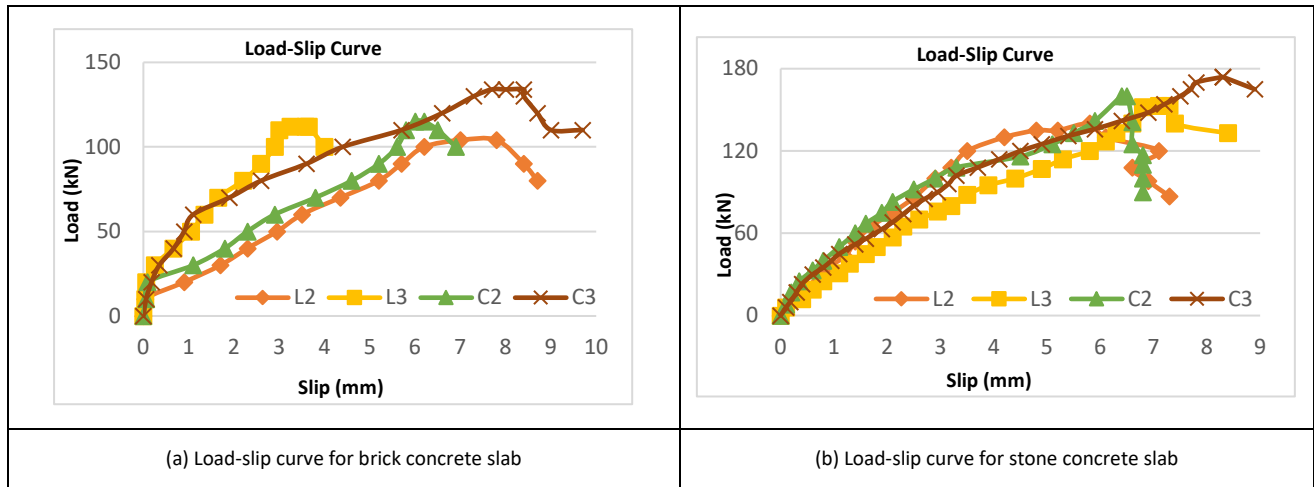 Load-Slip Curve
150
100
50
0
Load (kN)
L2 L3 C2 C3
0 1 2 3 4 5 6 7 8 9 10
Slip (mm)
(a) Load-slip curve for brick concrete slab
Load-Slip Curve
180
120
60
0
Load (kN)
L2 L3 C2 C3
0 1 2 3 4 5 6 7 8 9
Slip (mm)
(b) Load-slip curve for stone concrete slab